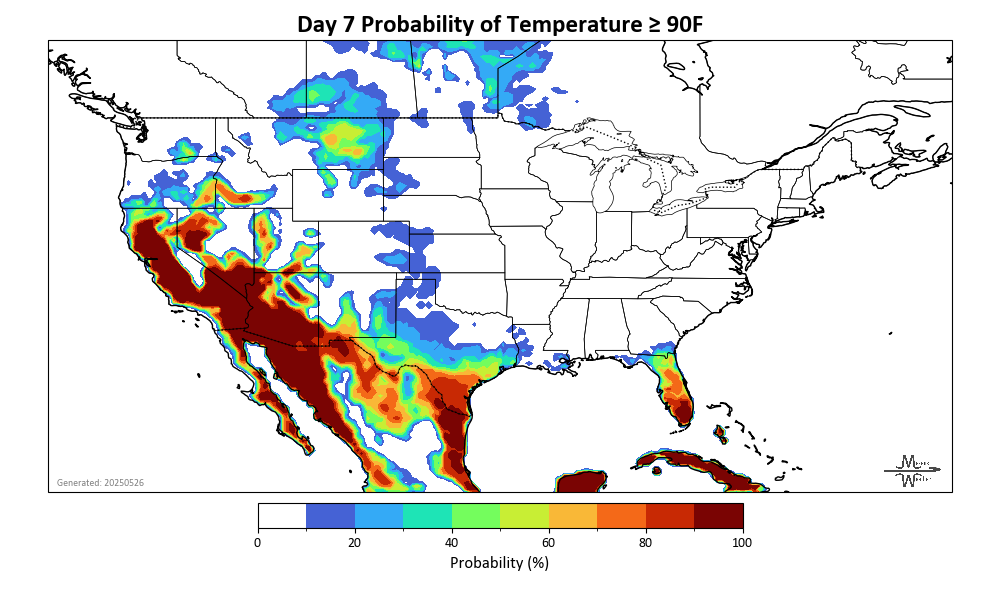 Day 7 Probability of Temperature ≥ 90F
Generated: 20250526
0 20 40 60 80 100
Probability (%)